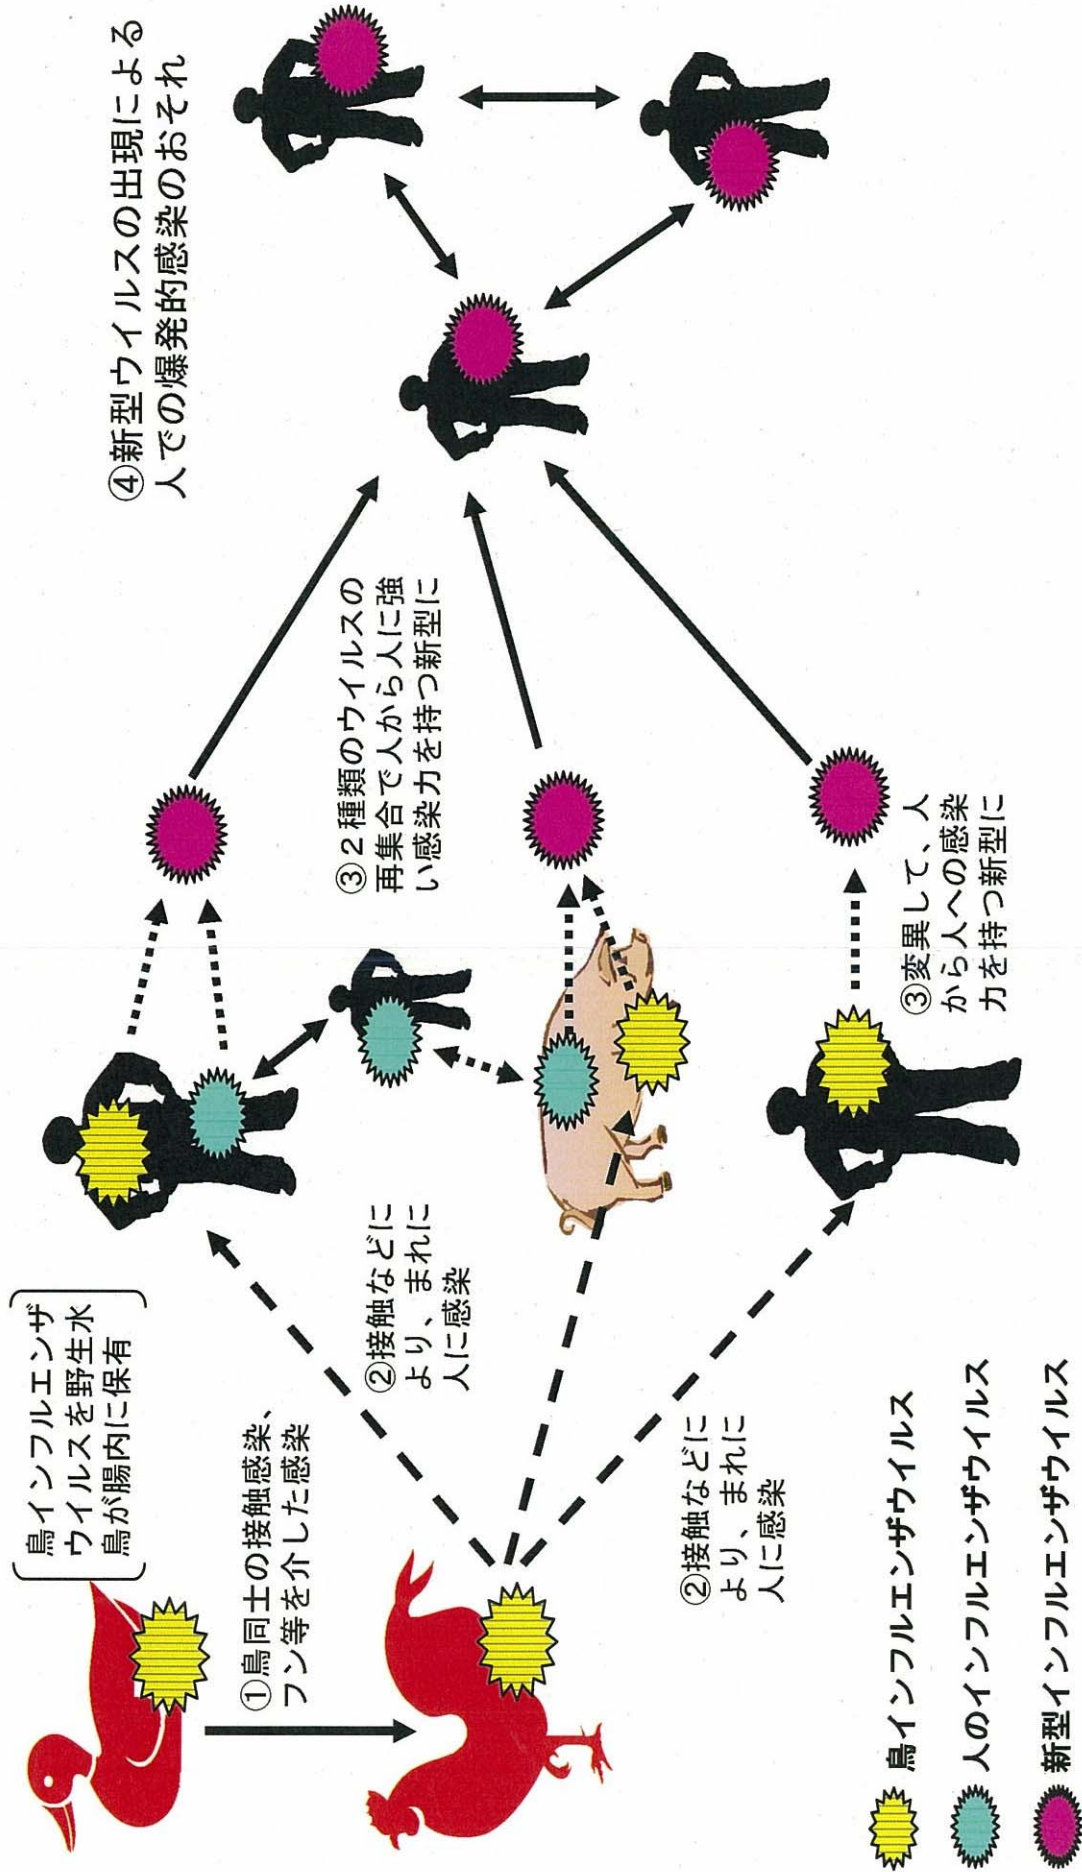 鳥インフルエンザ
ウイルスを野生水
鳥が腸内に保有
①鳥同士の接触感染、
フン等を介した感染
②接触などに
より、まれに
人に感染
②接触などに
より、まれに
人に感染
③2種類のウイルスの
再集合で人から人に強
い感染力を持つ新型に
③変異して、人
から人への感染
力を持つ新型に
④新型ウイルスの出現による
人での爆発的感染のおそれ
鳥インフルエンザウイルス
人のインフルエンザウイルス
新型インフルエンザウイルス